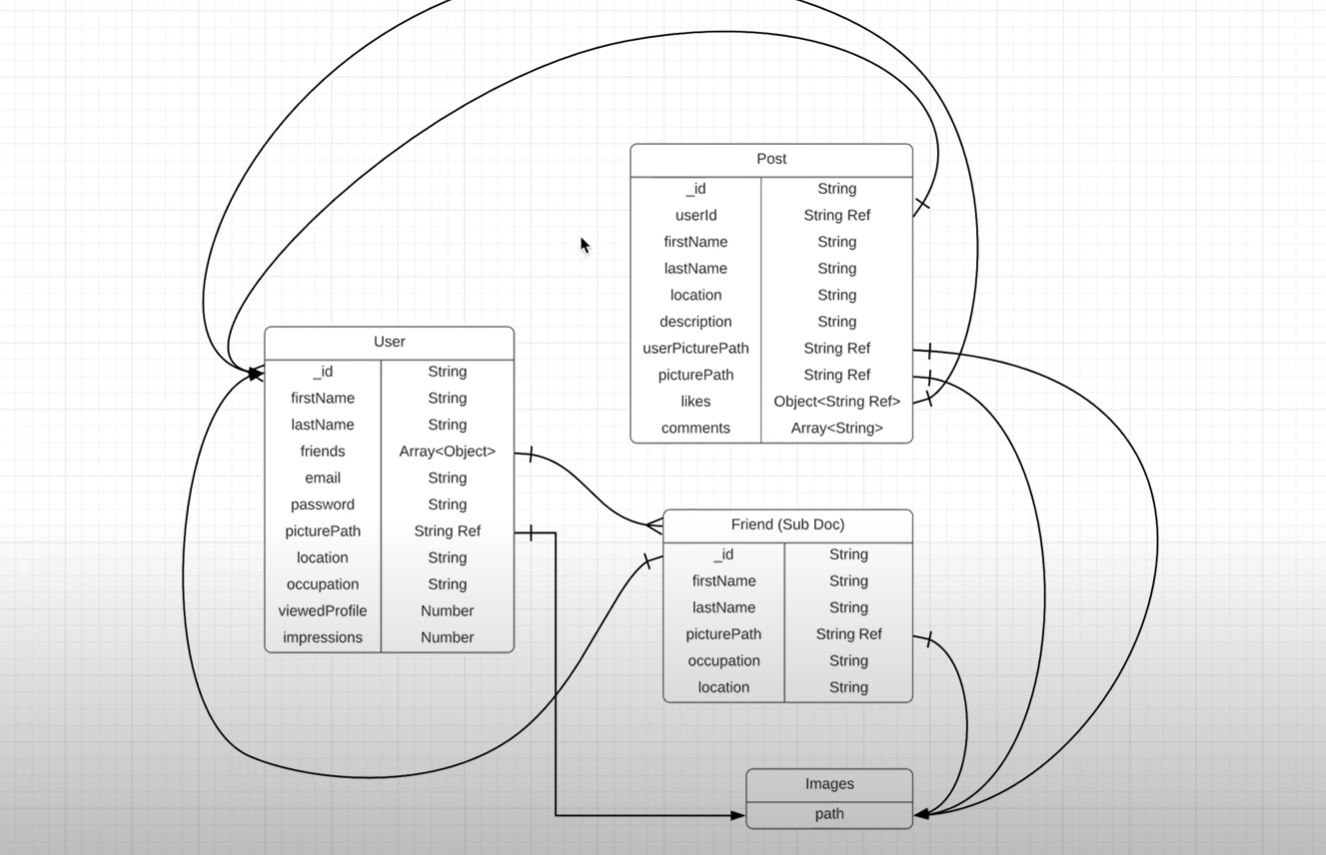 Post
_id String
userId String Ref
firstName String
lastName String
location String
description String
userPicturePath String Ref
picturePath String Ref
likes Object<String Ref>
comments Array<String>
User
_id String
firstName String
lastName String
friends Array<Object>
email String
password String
picturePath String Ref
location String
occupation String
viewedProfile Number
impressions Number
Friend (Sub Doc)
_id String
firstName String
lastName String
picturePath String Ref
occupation String
location String
Images
path